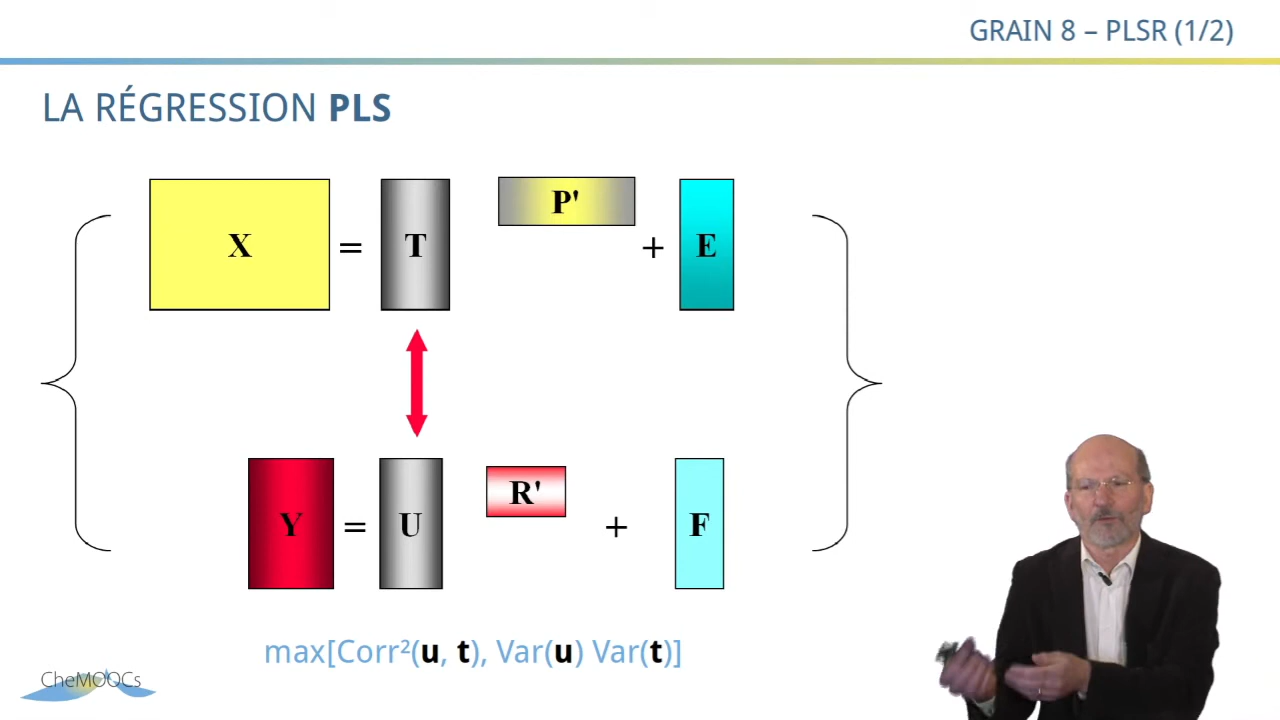 GRAIN 8 – PLSR (1/2)
LA RÉGRESSION PLS
X = T P' + E
Y = U R' + F
max[Corr²(u, t), Var(u) Var(t)]
CheMOOCs